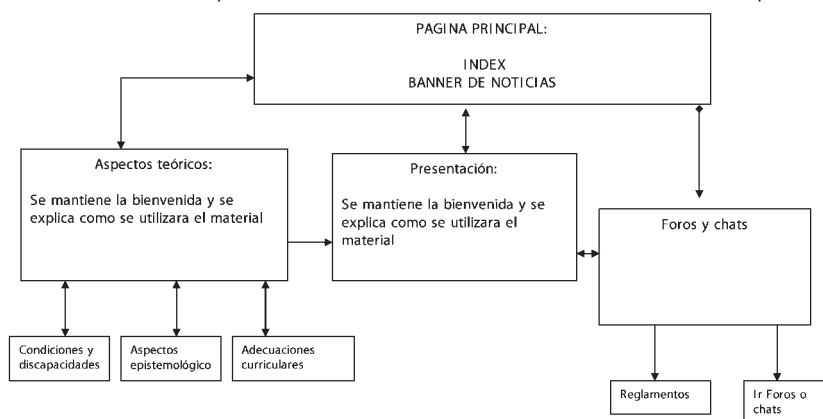 PAGINA PRINCIPAL:
INDEX
BANNER DE NOTICIAS
Aspectos teóricos:
Se mantiene la bienvenida y se
explica como se utilizara el material
Presentación:
Se mantiene la bienvenida y se
explica como se utilizara el
material
Foros y chats
Condiciones y
discapacidades
Aspectos
epistemológico
Adecuaciones
curriculares
Reglamentos
Ir Foros o
chats